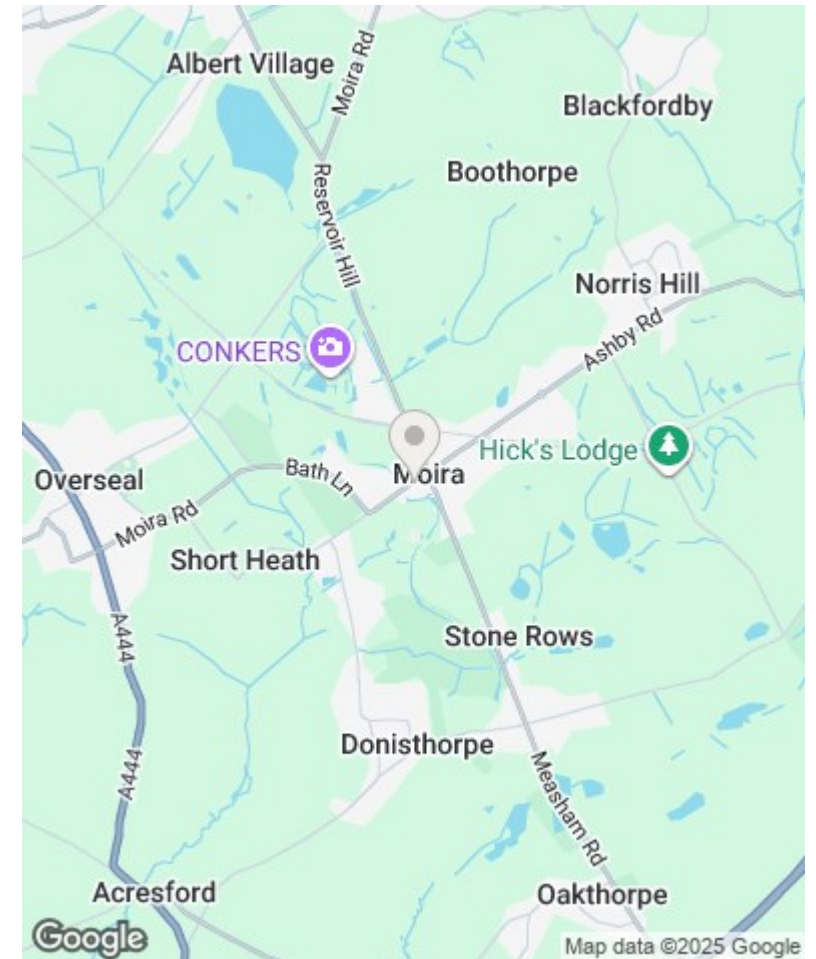 Albert Village
Moira Rd
Blackfordby
Boothorpe
Reservoir Hill
Norris Hill
CONKERS
Ashby Rd
Hick's Lodge
Moira
Bath Ln
Overseal
Moira Rd
Short Heath
A444
Stone Rows
Donisthorpe
A444
Measham Rd
Acresford
Oakthorpe
Google
Map data ©2025 Google